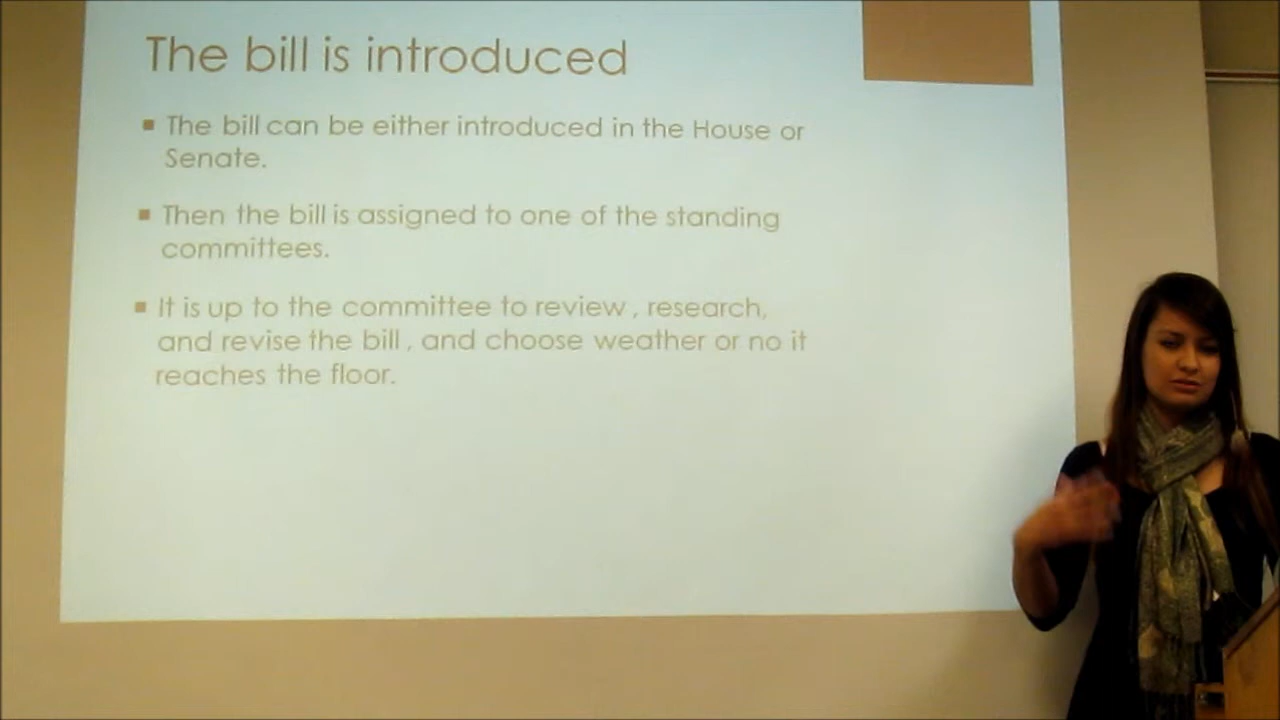 The bill is introduced
▪ The bill can be either introduced in the House or
Senate.
▪ Then the bill is assigned to one of the standing
committees.
▪ It is up to the committee to review , research,
and revise the bill , and choose weather or no it
reaches the floor.